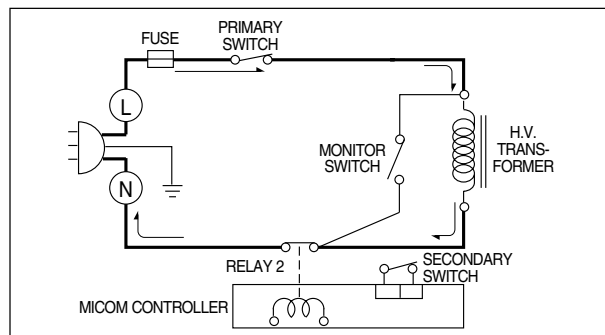 PRIMARY
SWITCH
FUSE
L
H.V.
TRANS-
FORMER
MONITOR
SWITCH
N
RELAY 2
SECONDARY
SWITCH
MICOM CONTROLLER